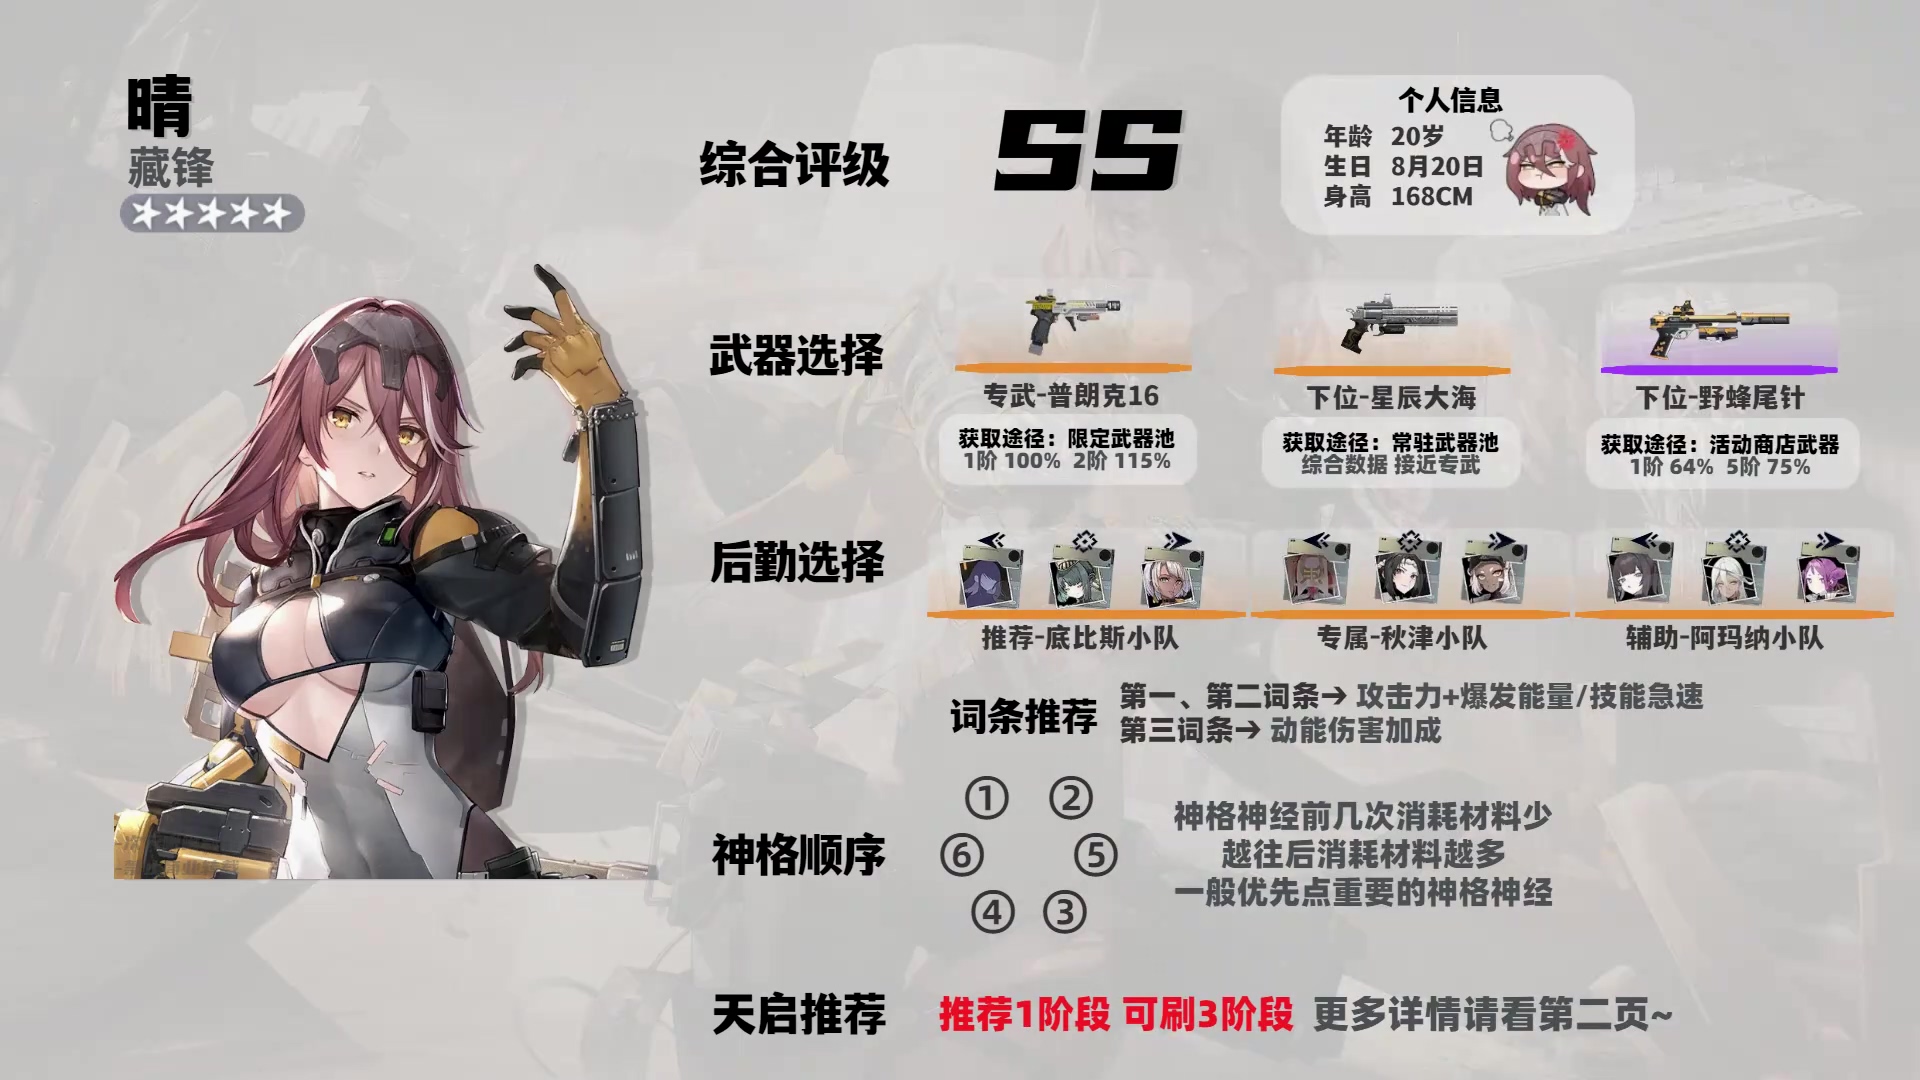 晴
藏锋
综合评级
SS
个人信息
年龄 20岁
生日 8月20日
身高 168CM
武器选择
专武-普朗克16
获取途径：限定武器池
1阶 100% 2阶 115%
下位-星辰大海
获取途径：常驻武器池
综合数据 接近专武
下位-野蜂尾针
获取途径：活动商店武器
1阶 64% 5阶 75%
后勤选择
推荐-底比斯小队
专属-秋津小队
辅助-阿玛纳小队
词条推荐
第一、第二词条→ 攻击力+爆发能量/技能急速
第三词条→ 动能伤害加成
神格顺序
① ②
⑥ ⑤
④ ③
神格神经前几次消耗材料少
越往后消耗材料越多
一般优先点重要的神格神经
天启推荐
推荐1阶段 可刷3阶段 更多详情请看第二页~